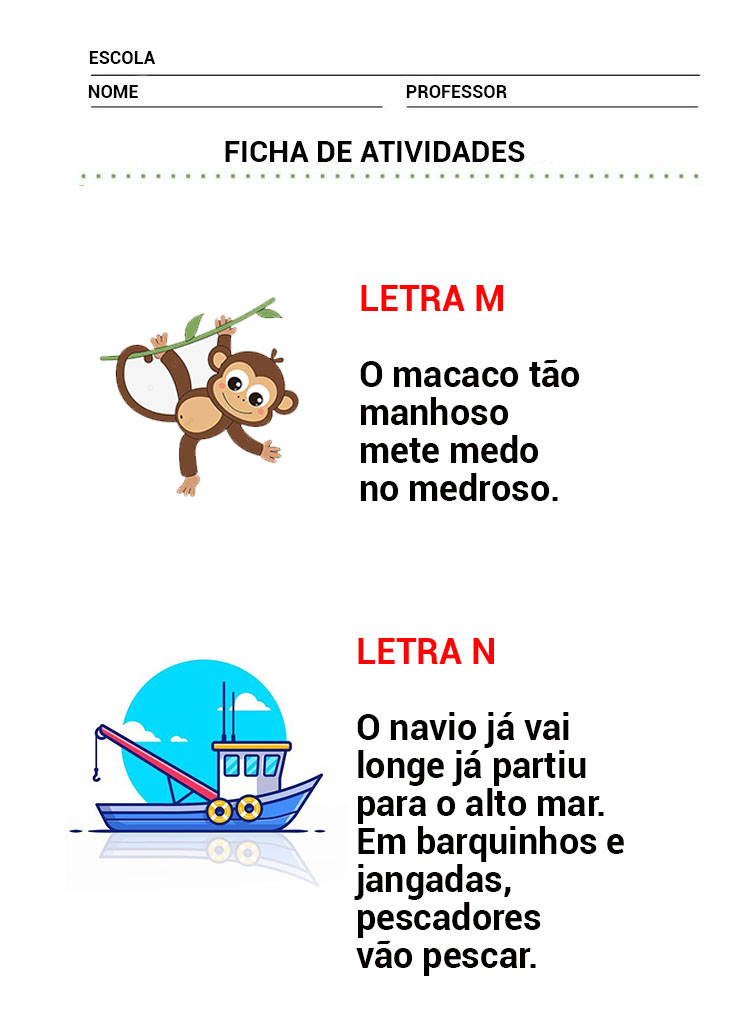 ESCOLA
NOME PROFESSOR
FICHA DE ATIVIDADES
LETRA M
O macaco tão
manhoso
mete medo
no medroso.
LETRA N
O navio já vai
longe já partiu
para o alto mar.
Em barquinhos e
jangadas,
pescadores
vão pescar.